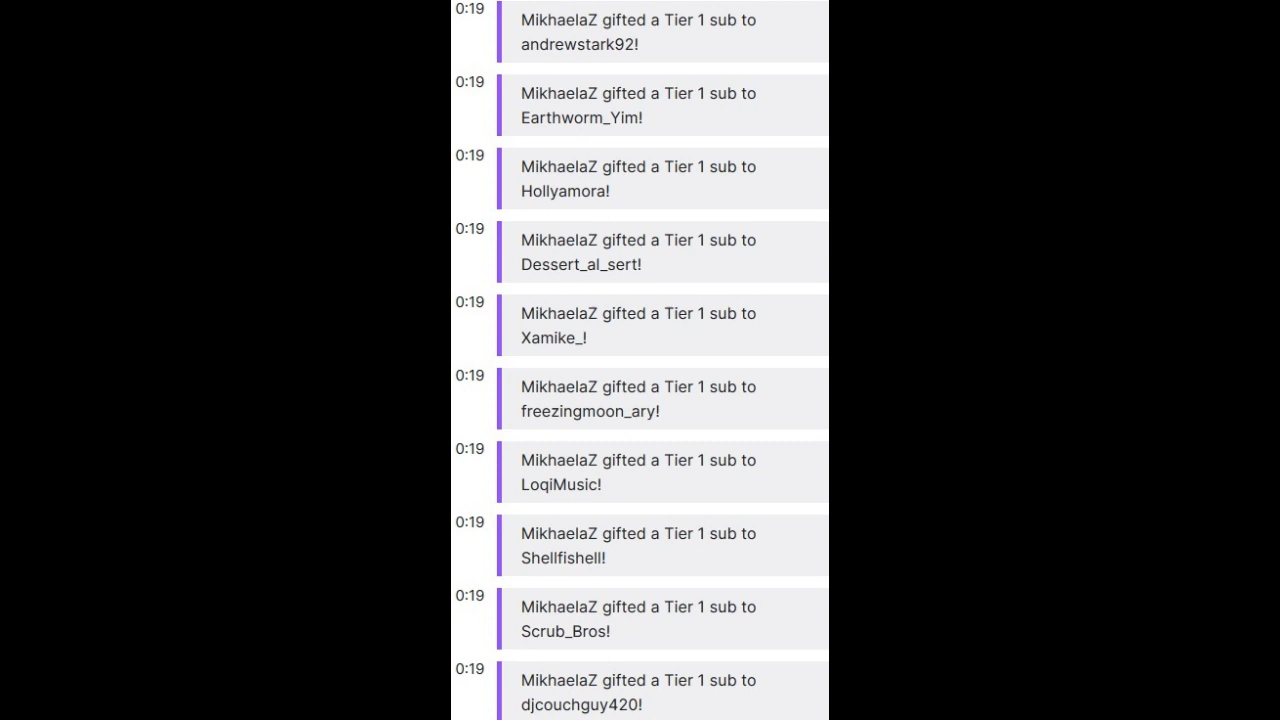 0:19
MikhaelaZ gifted a Tier 1 sub to
andrewstark92!
0:19
MikhaelaZ gifted a Tier 1 sub to
Earthworm_Yim!
0:19
MikhaelaZ gifted a Tier 1 sub to
Hollyamora!
0:19
MikhaelaZ gifted a Tier 1 sub to
Dessert_al_sert!
0:19
MikhaelaZ gifted a Tier 1 sub to
Xamike_!
0:19
MikhaelaZ gifted a Tier 1 sub to
freezingmoon_ary!
0:19
MikhaelaZ gifted a Tier 1 sub to
LoqiMusic!
0:19
MikhaelaZ gifted a Tier 1 sub to
Shellfishell!
0:19
MikhaelaZ gifted a Tier 1 sub to
Scrub_Bros!
0:19
MikhaelaZ gifted a Tier 1 sub to
djcouchguy420!